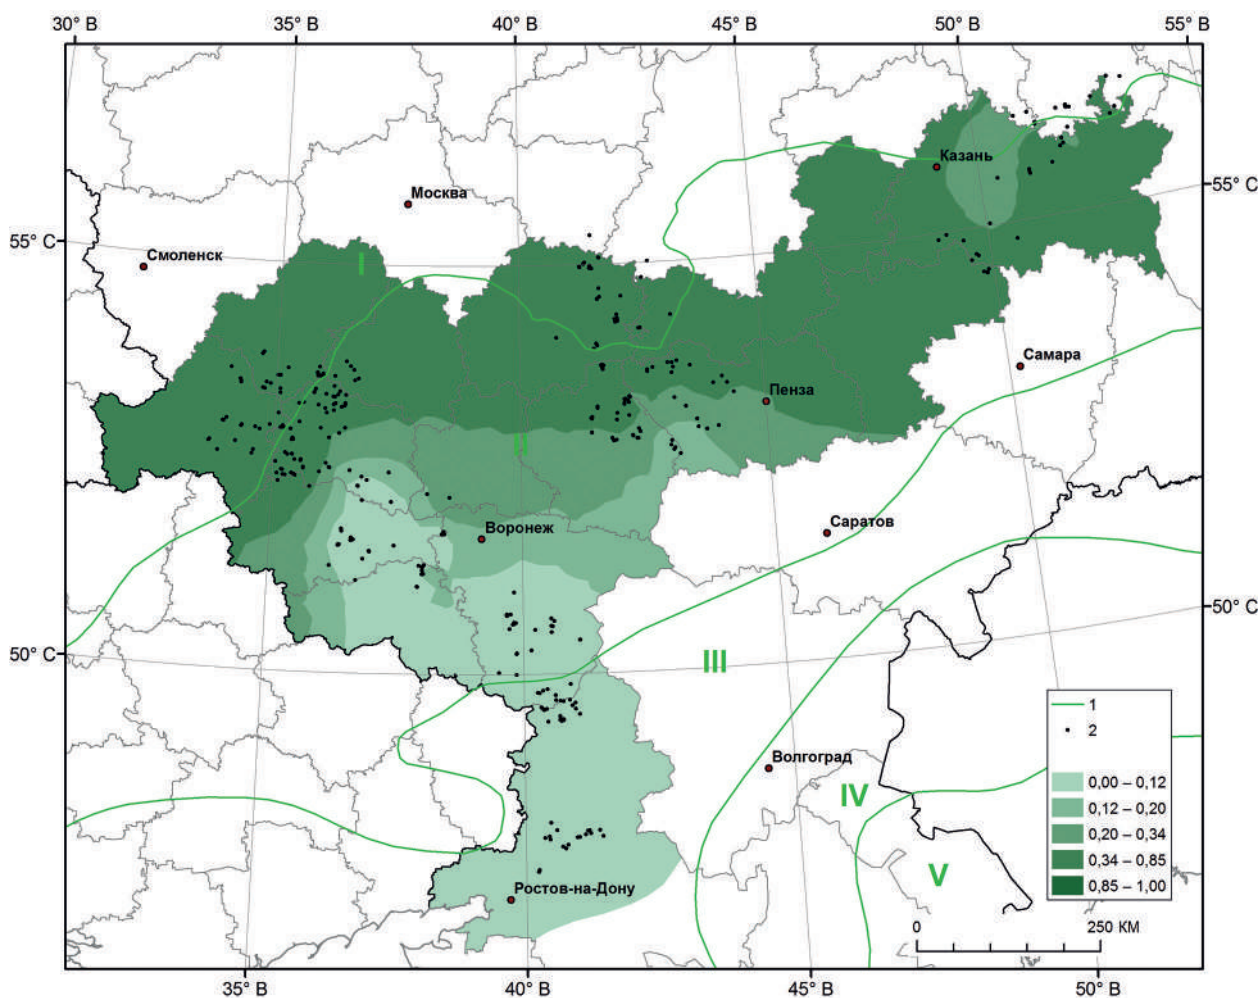 30° В 35° В 40° В 45° В 50° В 55° В
Казань
55° С
Москва
55° С
Смоленск
I
Самара
Пенза
II
Воронеж
Саратов
50° С
50° С
III
1
2
Волгоград
0,00 – 0,12
IV
0,12 – 0,20
0,20 – 0,34
0,34 – 0,85
V
0,85 – 1,00
Ростов-на-Дону
0 250 КМ
35° В 40° В 45° В 50° В